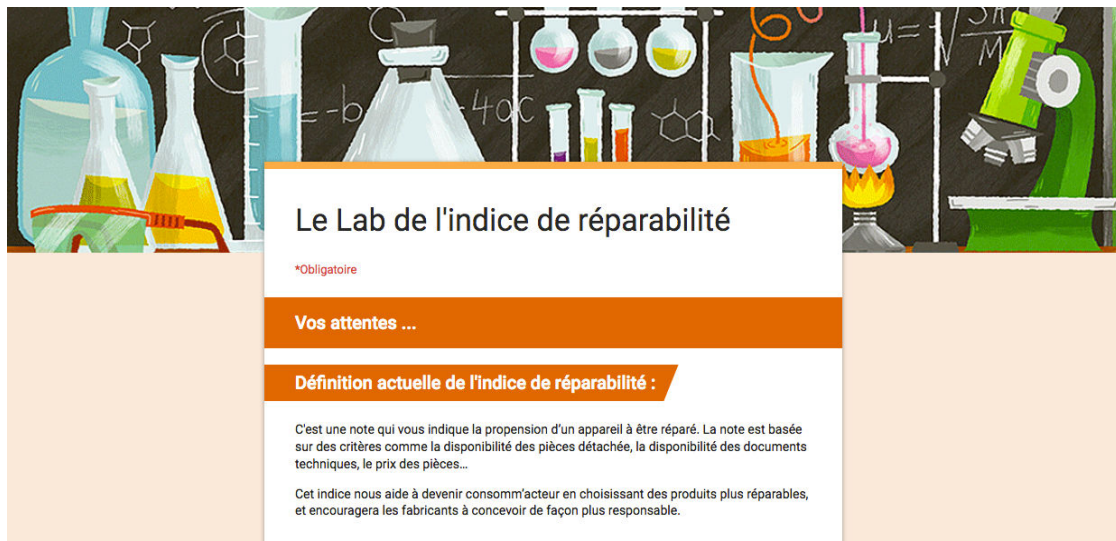 = -b
- 4ac
Le Lab de l'indice de réparabilité
*Obligatoire
Vos attentes ...
Définition actuelle de l'indice de réparabilité :
C'est une note qui vous indique la propension d'un appareil à être réparé. La note est basée
sur des critères comme la disponibilité des pièces détachée, la disponibilité des documents
techniques, le prix des pièces...
Cet indice nous aide à devenir consomm'acteur en choisissant des produits plus réparables,
et encouragera les fabricants à concevoir de façon plus responsable.